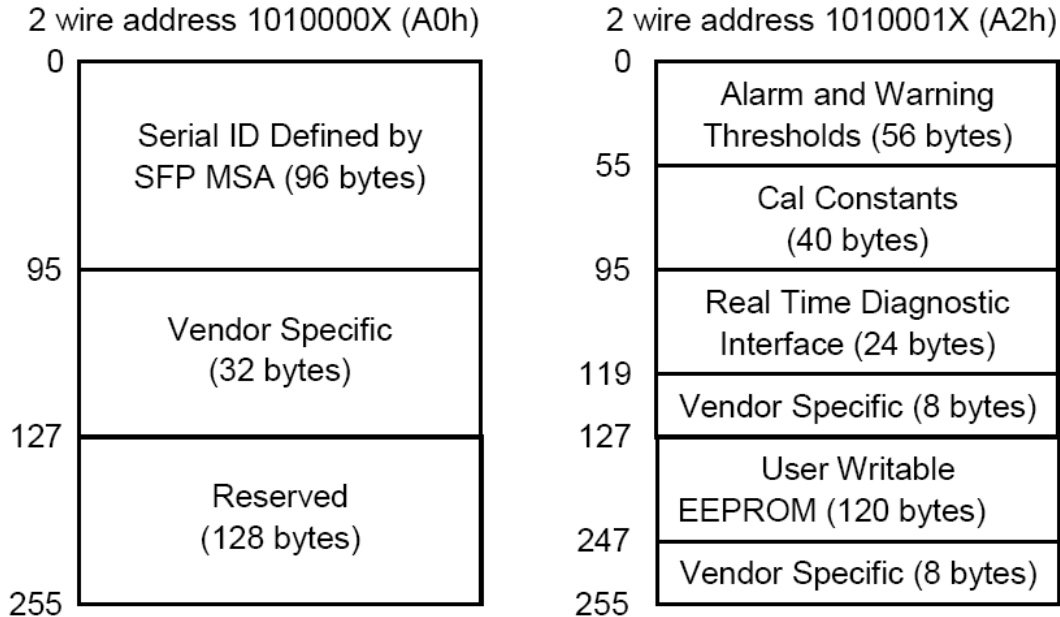 2 wire address 1010000X (A0h)
0
Serial ID Defined by
SFP MSA (96 bytes)
95
Vendor Specific
(32 bytes)
127
Reserved
(128 bytes)
255
2 wire address 1010001X (A2h)
0
Alarm and Warning
Thresholds (56 bytes)
55
Cal Constants
(40 bytes)
95
Real Time Diagnostic
Interface (24 bytes)
119
Vendor Specific (8 bytes)
127
User Writable
EEPROM (120 bytes)
247
Vendor Specific (8 bytes)
255